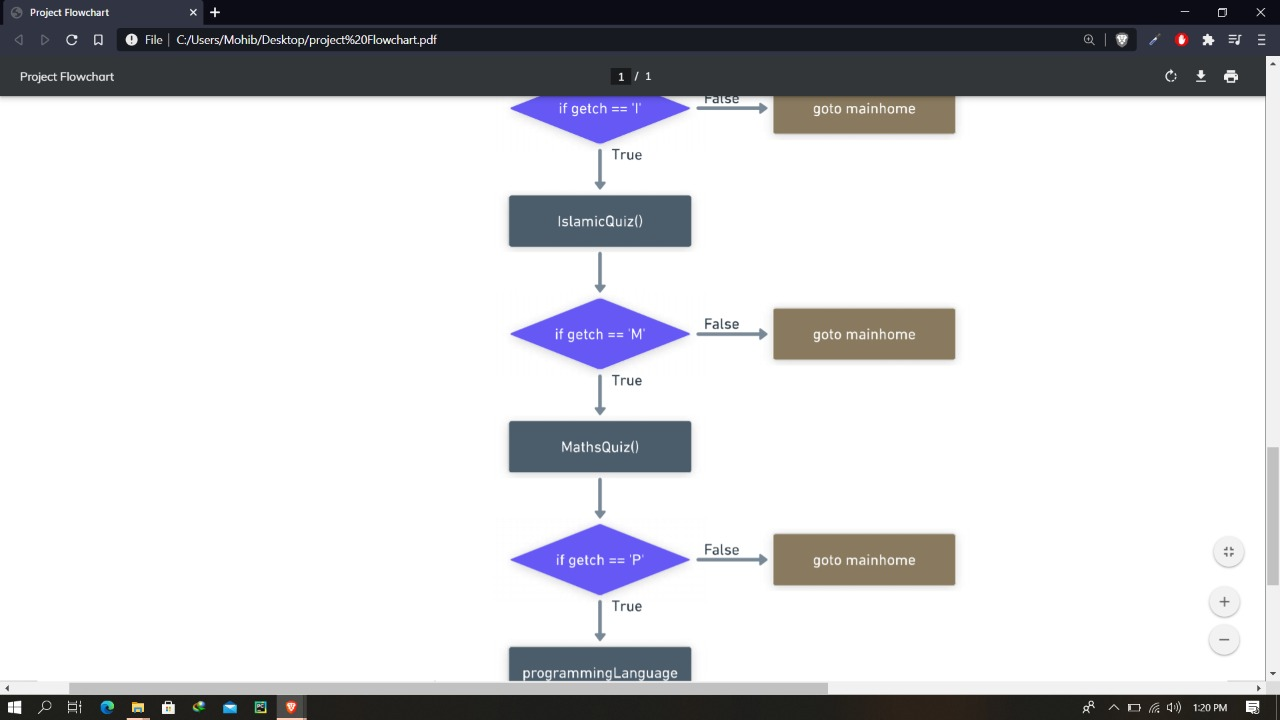 Project Flowchart
File
C:/Users/Mohib/Desktop/project%20Flowchart.pdf
Project Flowchart
1 / 1
if getch == 'I'
False
goto mainhome
True
IslamicQuiz()
if getch == 'M'
False
goto mainhome
True
MathsQuiz()
if getch == 'P'
False
goto mainhome
True
programmingLanguage
1:20 PM